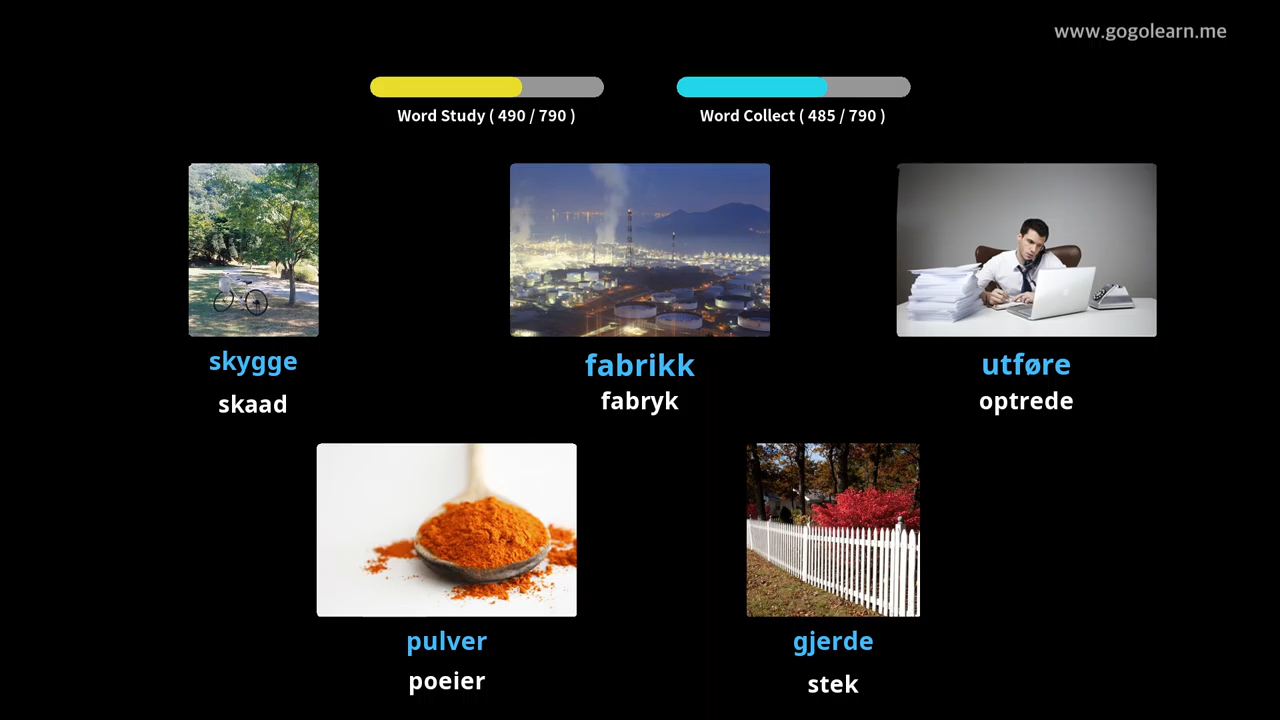 www.gogolearn.me
Word Study ( 490 / 790 )
Word Collect ( 485 / 790 )
skygge
skaad
fabrikk
fabryk
utføre
optrede
pulver
poeier
gjerde
stek